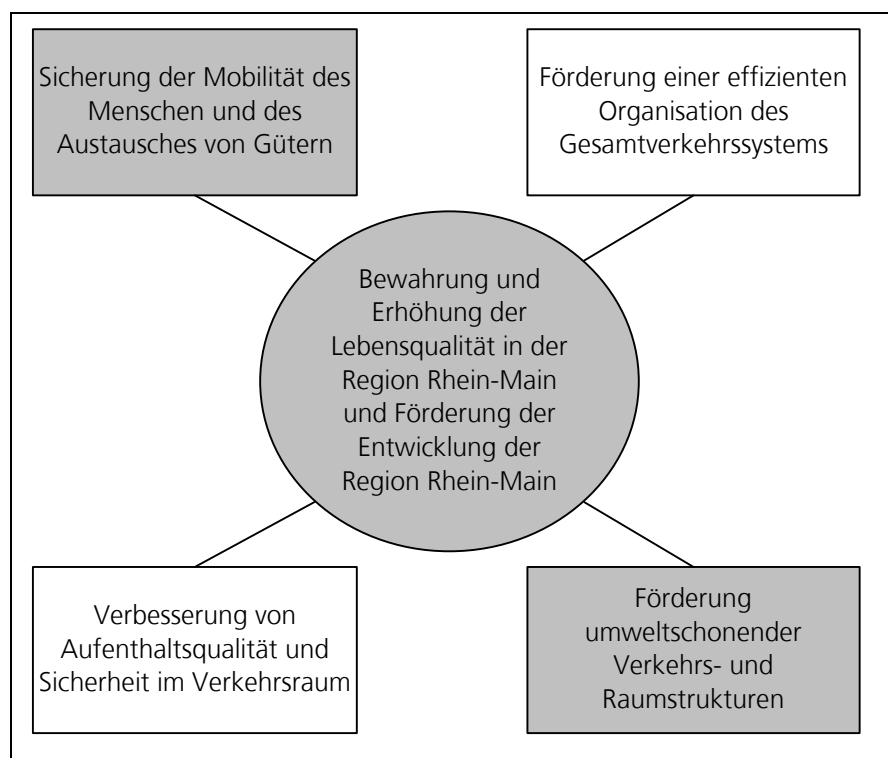 Sicherung der Mobilität des
Menschen und des
Austausches von Gütern
Förderung einer effizienten
Organisation des
Gesamtverkehrssystems
Bewahrung und
Erhöhung der
Lebensqualität in der
Region Rhein-Main
und Förderung der
Entwicklung der
Region Rhein-Main
Verbesserung von
Aufenthaltsqualität und
Sicherheit im Verkehrsraum
Förderung
umweltschonender
Verkehrs- und
Raumstrukturen